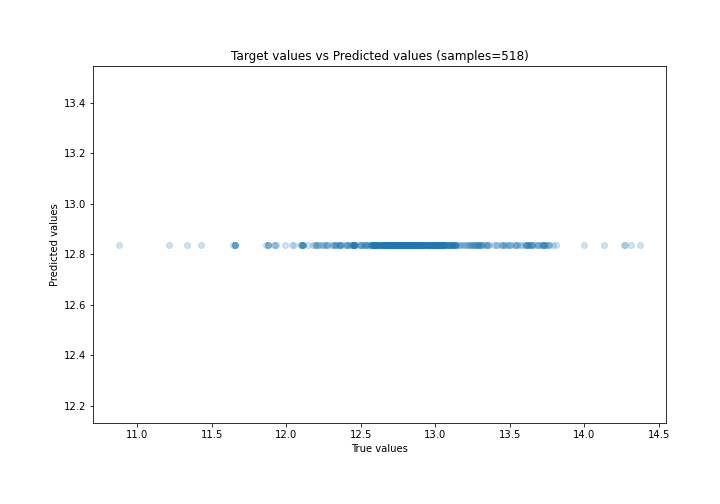 Target values vs Predicted values (samples=518)
13.4
13.2
13.0
12.8
12.6
12.4
12.2
Predicted values
11.0 11.5 12.0 12.5 13.0 13.5 14.0 14.5
True values